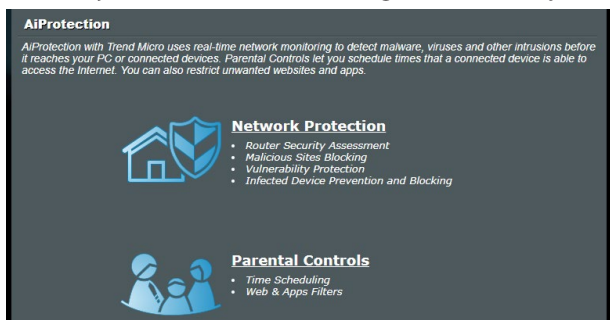 AiProtection
AiProtection with Trend Micro uses real-time network monitoring to detect malware, viruses and other intrusions before
it reaches your PC or connected devices. Parental Controls let you schedule times that a connected device is able to
access the Internet. You can also restrict unwanted websites and apps.
Network Protection
• Router Security Assessment
• Malicious Sites Blocking
• Vulnerability Protection
• Infected Device Prevention and Blocking
Parental Controls
• Time Scheduling
• Web & Apps Filters